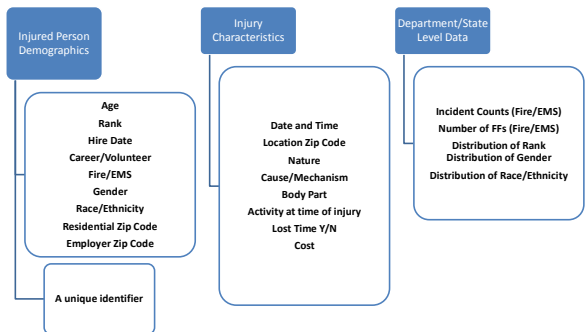 Injured Person
Demographics
Age
Rank
Hire Date
Career/Volunteer
Fire/EMS
Gender
Race/Ethnicity
Residential Zip Code
Employer Zip Code
A unique identifier
Injury
Characteristics
Date and Time
Location Zip Code
Nature
Cause/Mechanism
Body Part
Activity at time of injury
Lost Time Y/N
Cost
Department/State
Level Data
Incident Counts (Fire/EMS)
Number of FFs (Fire/EMS)
Distribution of Rank
Distribution of Gender
Distribution of Race/Ethnicity